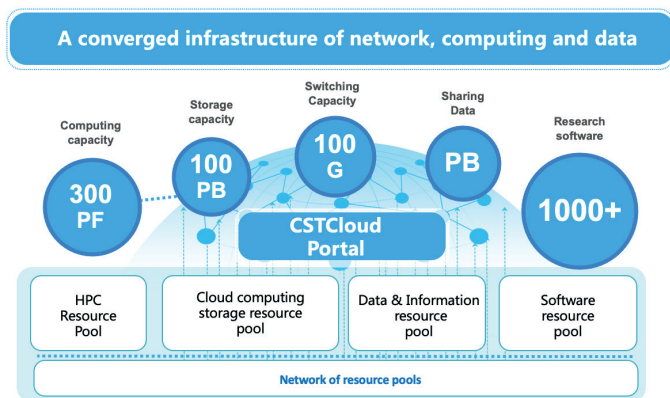 A converged infrastructure of network, computing and data
Computing
capacity
300
PF
Storage
capacity
100
PB
Switching
Capacity
100
G
Sharing
Data
PB
Research
software
1000+
CSTCloud
Portal
HPC
Resource
Pool
Cloud computing
storage resource
pool
Data & Information
resource
pool
Software
resource
pool
Network of resource pools